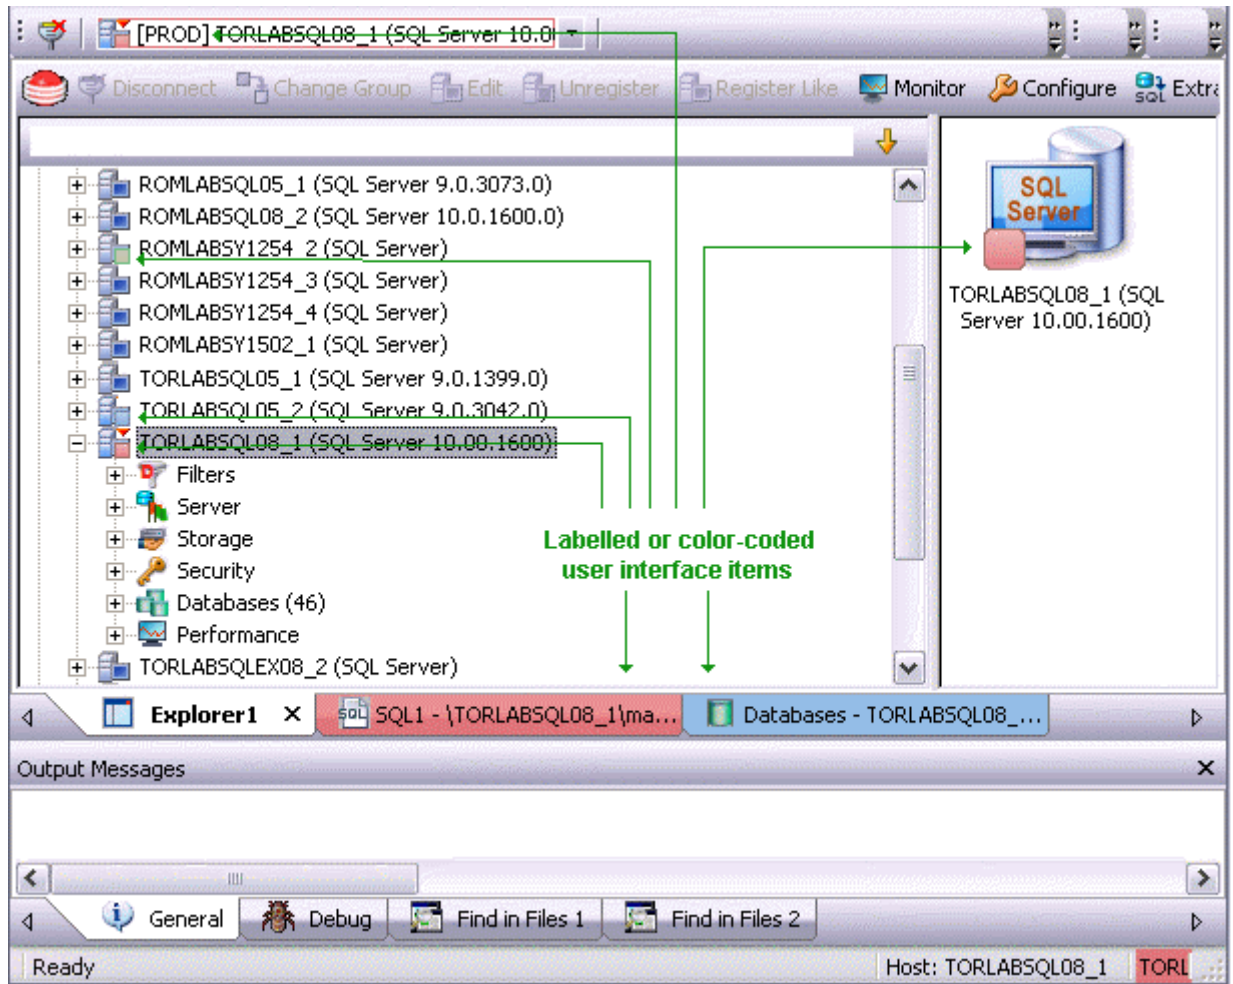 [PROD] TORLABSQL08_1 (SQL Server 10.0
Disconnect Change Group Edit Unregister Register Like Monitor Configure Extra
ROMLABSQL05_1 (SQL Server 9.0.3073.0)
ROMLABSQL08_2 (SQL Server 10.0.1600.0)
ROMLABSY1254_2 (SQL Server)
ROMLABSY1254_3 (SQL Server)
ROMLABSY1254_4 (SQL Server)
ROMLABSY1502_1 (SQL Server)
TORLABSQL05_1 (SQL Server 9.0.1399.0)
TORLABSQL05_2 (SQL Server 9.0.3042.0)
TORLABSQL08_1 (SQL Server 10.00.1600)
Filters
Server
Storage
Security
Databases (46)
Performance
TORLABSQLEX08_2 (SQL Server)
SQL
Server
TORLABSQL08_1 (SQL
Server 10.00.1600)
Labelled or color-coded
user interface items
Explorer1 X SQL SQL1 - \TORLABSQL08_1\ma... Databases - TORLABSQL08_...
Output Messages
General Debug Find in Files 1 Find in Files 2
Ready Host: TORLABSQL08_1 TORL